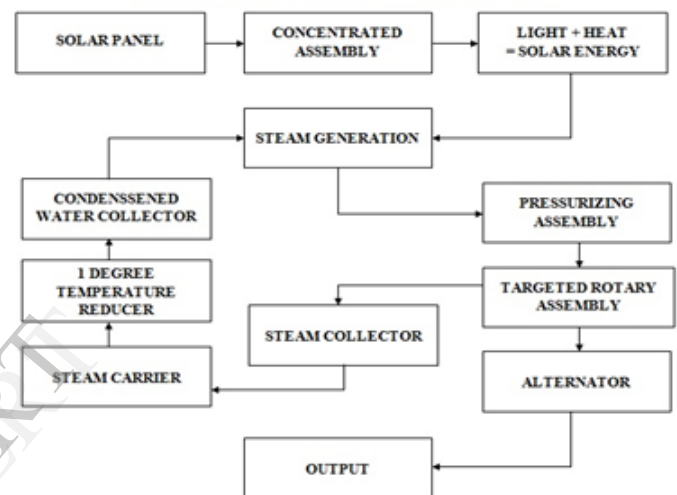 SOLAR PANEL
CONCENTRATED
ASSEMBLY
LIGHT + HEAT
= SOLAR ENERGY
STEAM GENERATION
CONDENSSENED
WATER COLLECTOR
PRESSURIZING
ASSEMBLY
1 DEGREE
TEMPERATURE
REDUCER
TARGETED ROTARY
ASSEMBLY
STEAM COLLECTOR
STEAM CARRIER
ALTERNATOR
OUTPUT